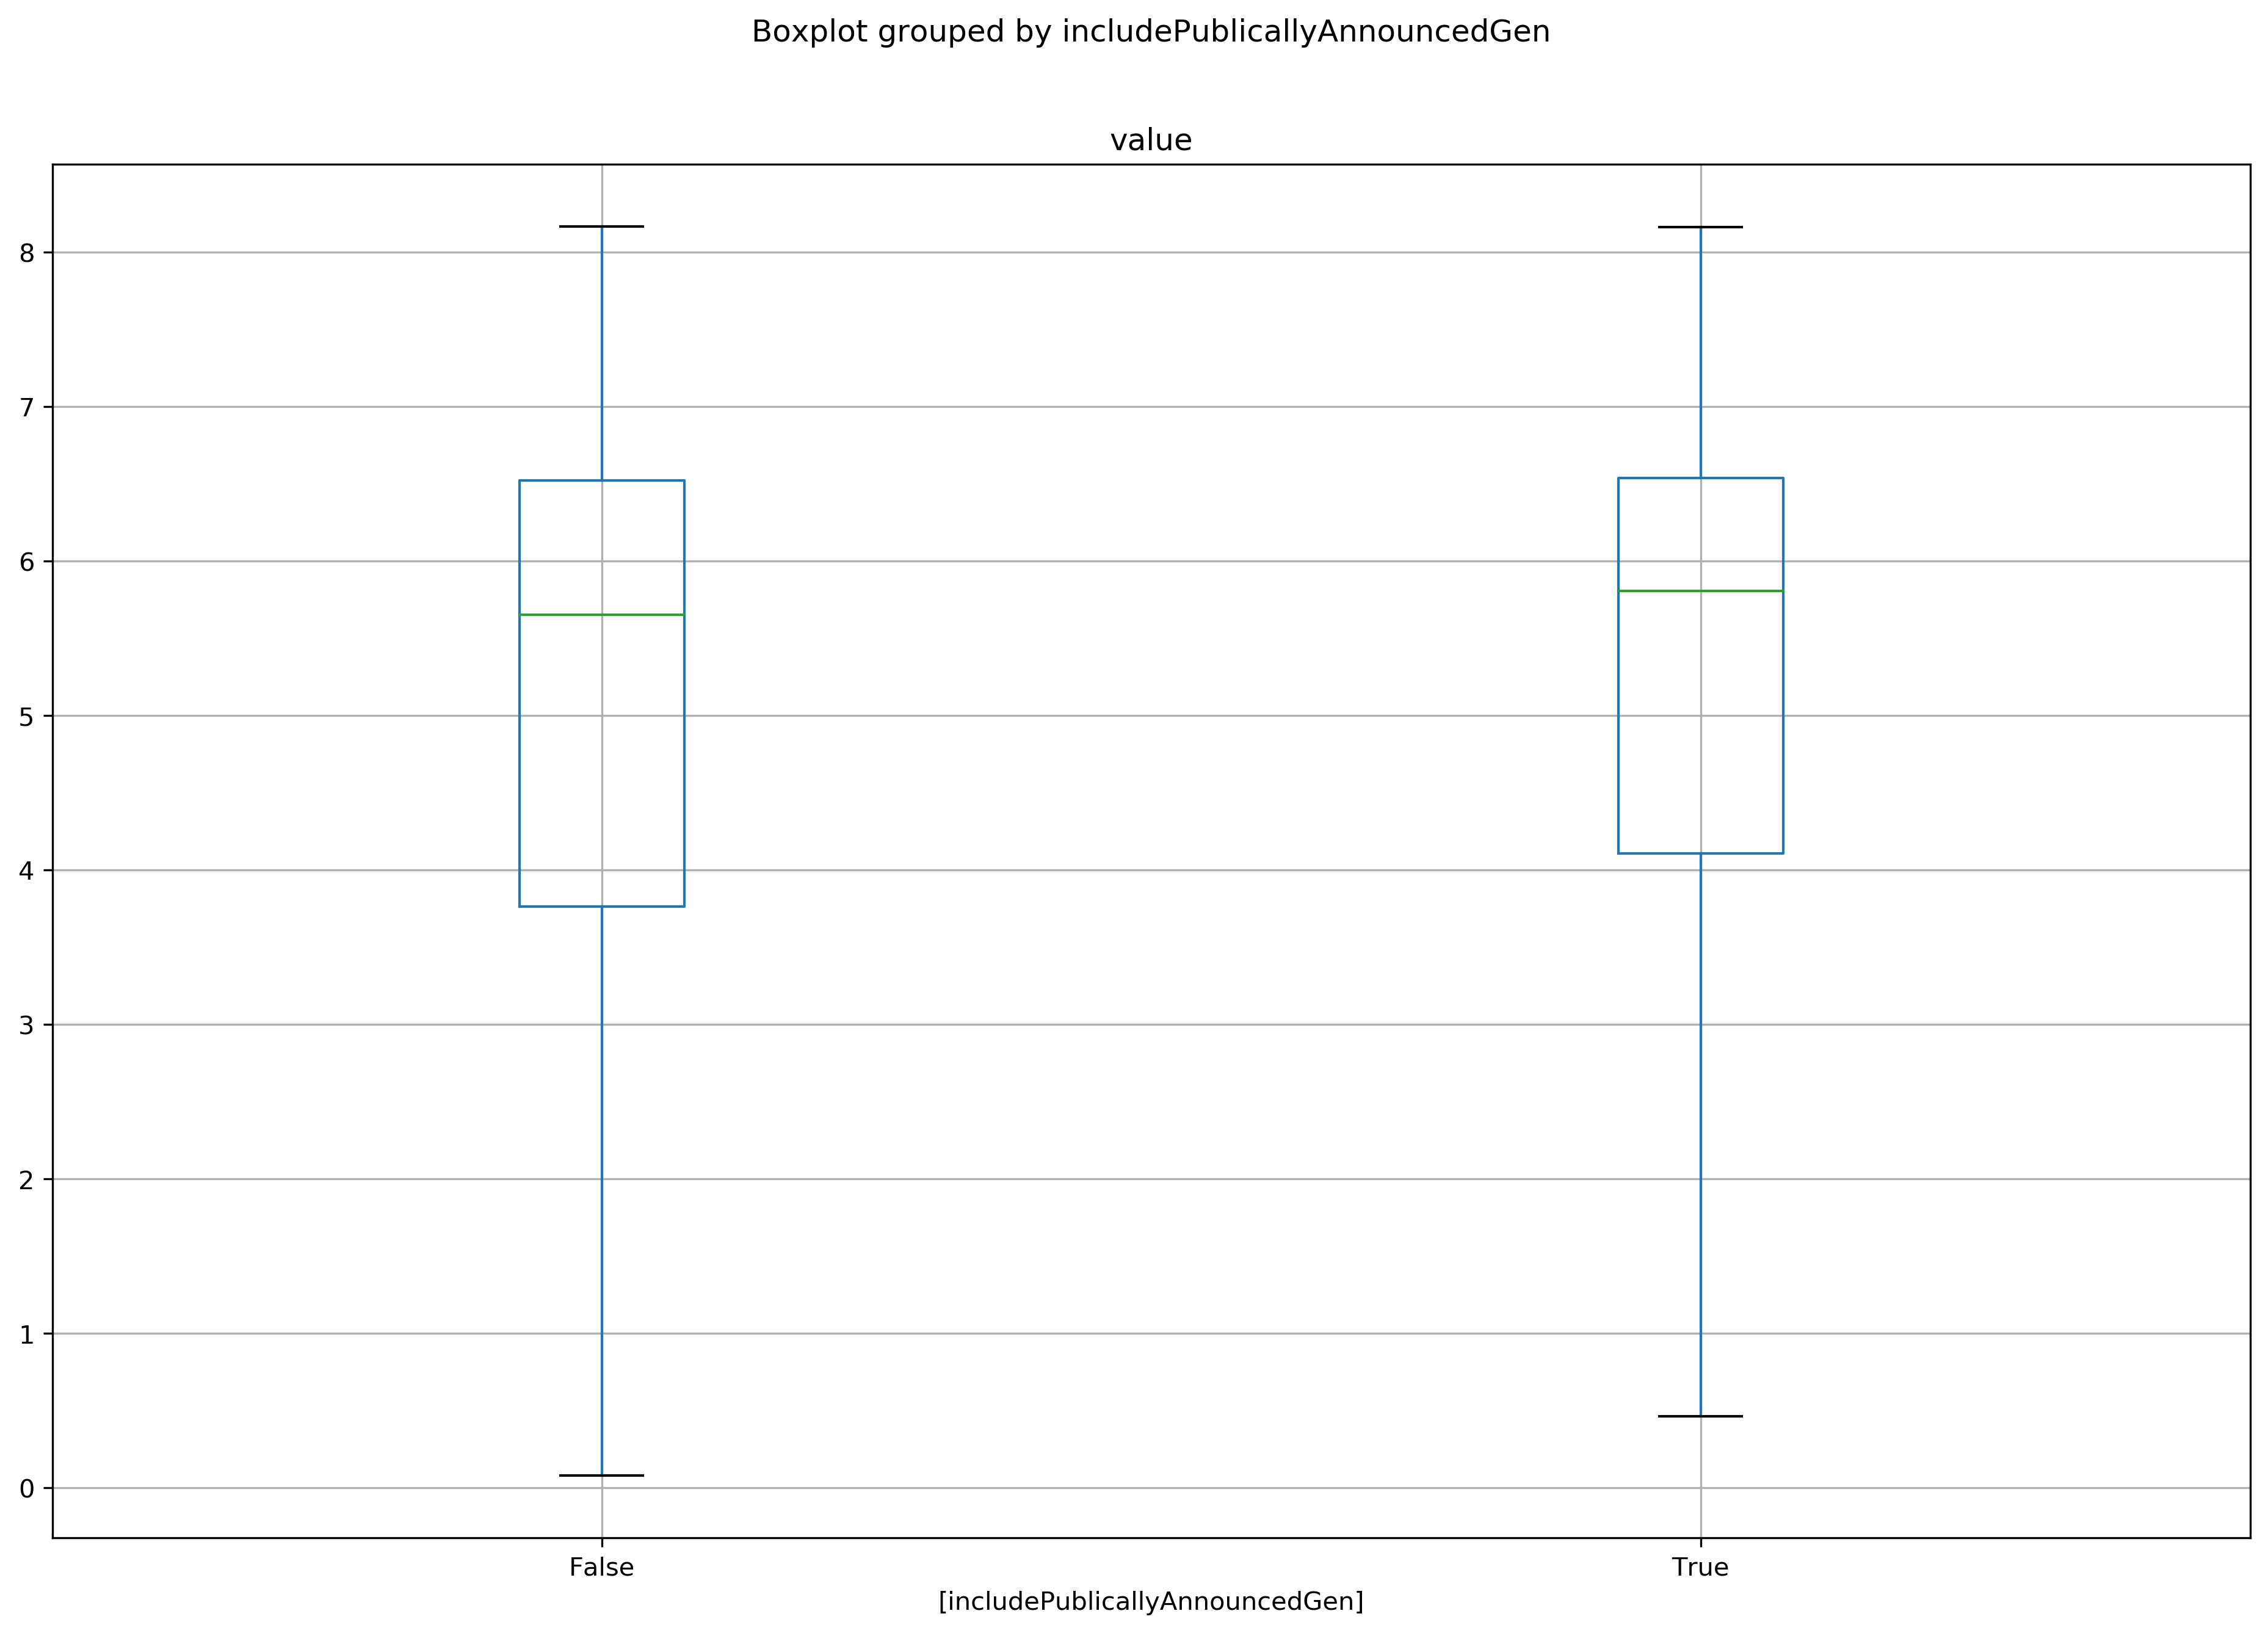 Boxplot grouped by includePublicallyAnnouncedGen
value
8
7
6
5
4
3
2
1
0
False
True
[includePublicallyAnnouncedGen]